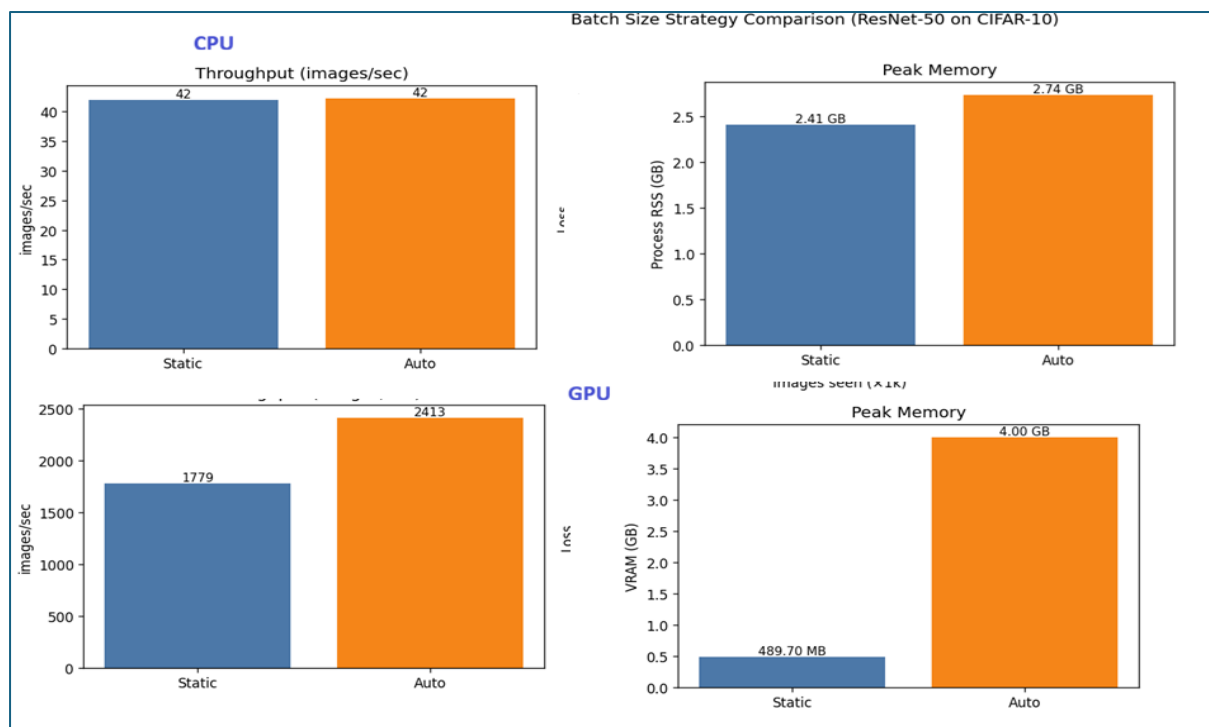 Batch Size Strategy Comparison (ResNet-50 on CIFAR-10)
CPU
Throughput (images/sec)
42
42
40
35
30
25
20
15
10
5
0
images/sec
Static
Auto
Loss
Peak Memory
2.41 GB
2.74 GB
2.5
2.0
1.5
1.0
0.5
0.0
Process RSS (GB)
Static
Auto
images seen (×1k)
GPU
1779
2413
2500
2000
1500
1000
500
0
images/sec
Static
Auto
Loss
Peak Memory
489.70 MB
4.00 GB
4.0
3.5
3.0
2.5
2.0
1.5
1.0
0.5
0.0
VRAM (GB)
Static
Auto